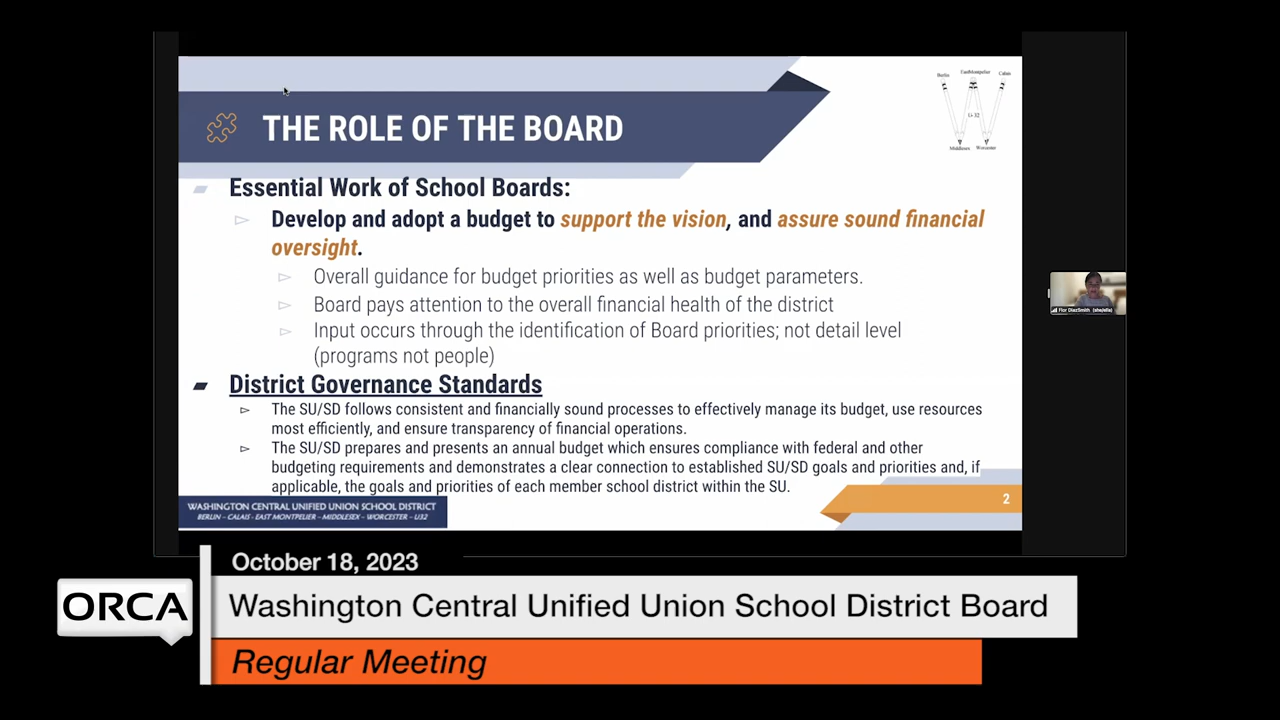 Berlin EastMontpelier Calais
U 32
Middlesex Worcester
THE ROLE OF THE BOARD
Essential Work of School Boards:
Develop and adopt a budget to support the vision, and assure sound financial
oversight.
Overall guidance for budget priorities as well as budget parameters.
Board pays attention to the overall financial health of the district
Input occurs through the identification of Board priorities; not detail level
(programs not people)
District Governance Standards
The SU/SD follows consistent and financially sound processes to effectively manage its budget, use resources
most efficiently, and ensure transparency of financial operations.
The SU/SD prepares and presents an annual budget which ensures compliance with federal and other
budgeting requirements and demonstrates a clear connection to established SU/SD goals and priorities and, if
applicable, the goals and priorities of each member school district within the SU.
WASHINGTON CENTRAL UNIFIED UNION SCHOOL DISTRICT
BERLIN – CALAIS - EAST MONTPELIER – MIDDLESEX – WORCESTER – U32
2
Flor DiazSmith (she/ella)
October 18, 2023
ORCA
Washington Central Unified Union School District Board
Regular Meeting